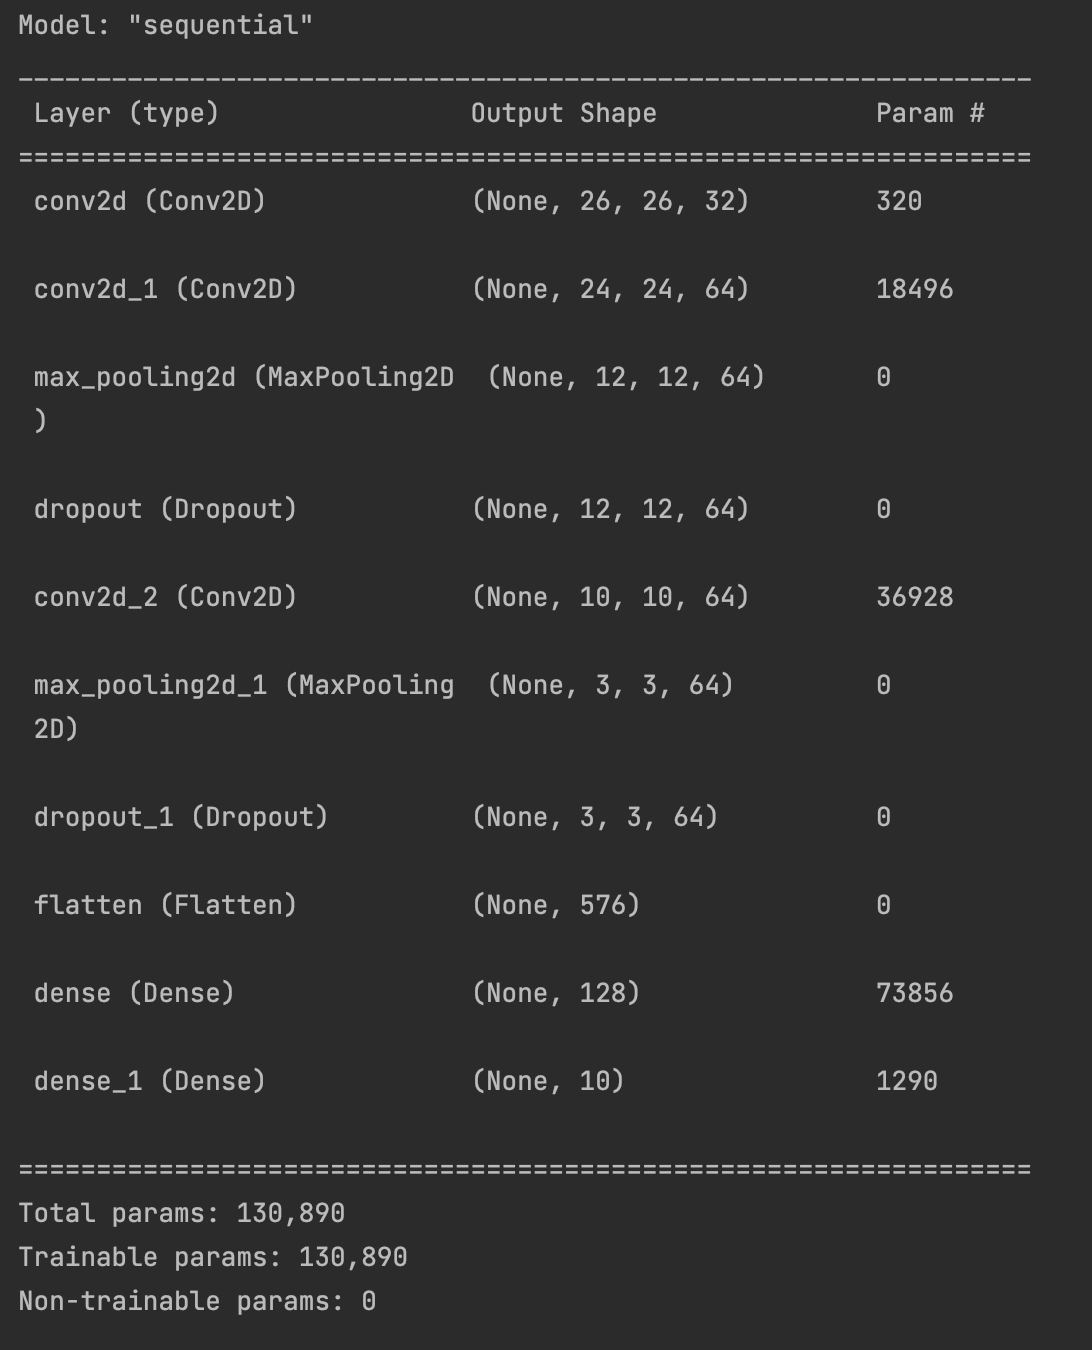 Model: "sequential"
_________________________________________________________________
 Layer (type)                Output Shape              Param #
=================================================================
 conv2d (Conv2D)             (None, 26, 26, 32)        320

 conv2d_1 (Conv2D)           (None, 24, 24, 64)        18496

 max_pooling2d (MaxPooling2D  (None, 12, 12, 64)       0
 )

 dropout (Dropout)           (None, 12, 12, 64)        0

 conv2d_2 (Conv2D)           (None, 10, 10, 64)        36928

 max_pooling2d_1 (MaxPooling  (None, 3, 3, 64)         0
 2D)

 dropout_1 (Dropout)         (None, 3, 3, 64)          0

 flatten (Flatten)           (None, 576)               0

 dense (Dense)               (None, 128)               73856

 dense_1 (Dense)             (None, 10)                1290

=================================================================
Total params: 130,890
Trainable params: 130,890
Non-trainable params: 0